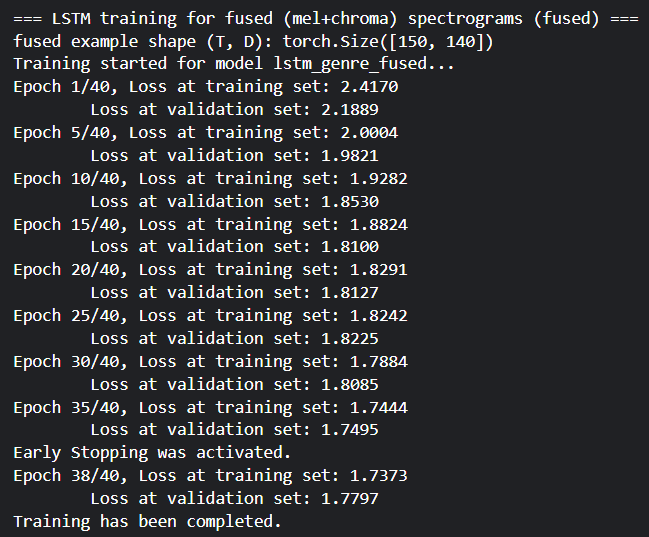 === LSTM training for fused (mel+chroma) spectrograms (fused) ===
fused example shape (T, D): torch.Size([150, 140])
Training started for model lstm_genre_fused...
Epoch 1/40, Loss at training set: 2.4170
        Loss at validation set: 2.1889
Epoch 5/40, Loss at training set: 2.0004
        Loss at validation set: 1.9821
Epoch 10/40, Loss at training set: 1.9282
        Loss at validation set: 1.8530
Epoch 15/40, Loss at training set: 1.8824
        Loss at validation set: 1.8100
Epoch 20/40, Loss at training set: 1.8291
        Loss at validation set: 1.8127
Epoch 25/40, Loss at training set: 1.8242
        Loss at validation set: 1.8225
Epoch 30/40, Loss at training set: 1.7884
        Loss at validation set: 1.8085
Epoch 35/40, Loss at training set: 1.7444
        Loss at validation set: 1.7495
Early Stopping was activated.
Epoch 38/40, Loss at training set: 1.7373
        Loss at validation set: 1.7797
Training has been completed.